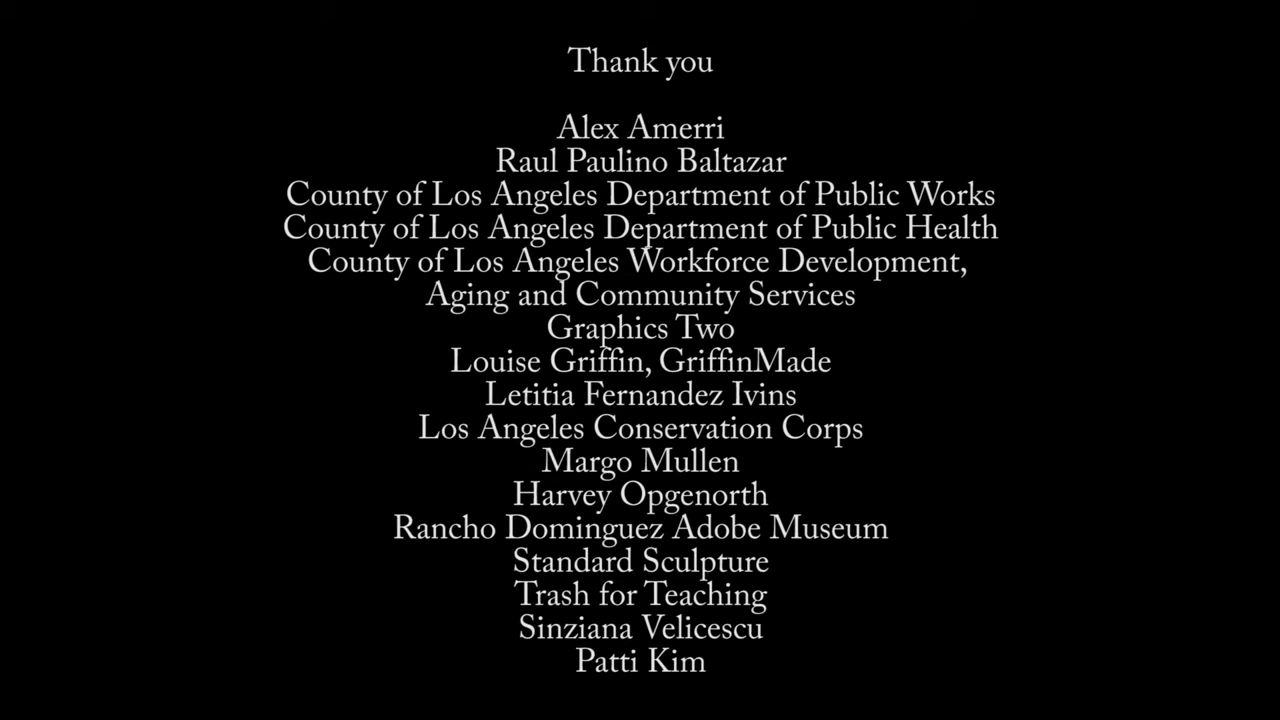 Thank you
Alex Amerri
Raul Paulino Baltazar
County of Los Angeles Department of Public Works
County of Los Angeles Department of Public Health
County of Los Angeles Workforce Development,
Aging and Community Services
Graphics Two
Louise Griffin, GriffinMade
Letitia Fernandez Ivins
Los Angeles Conservation Corps
Margo Mullen
Harvey Opgenorth
Rancho Dominguez Adobe Museum
Standard Sculpture
Trash for Teaching
Sinziana Velicescu
Patti Kim